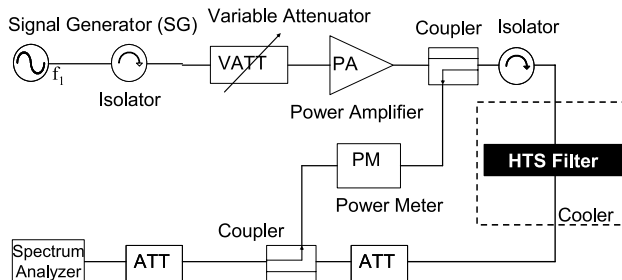 Signal Generator (SG)
Variable Attenuator
Coupler
Isolator
f1
Isolator
VATT
PA
Power Amplifier
PM
Power Meter
HTS Filter
Cooler
Coupler
Spectrum
Analyzer
ATT
ATT